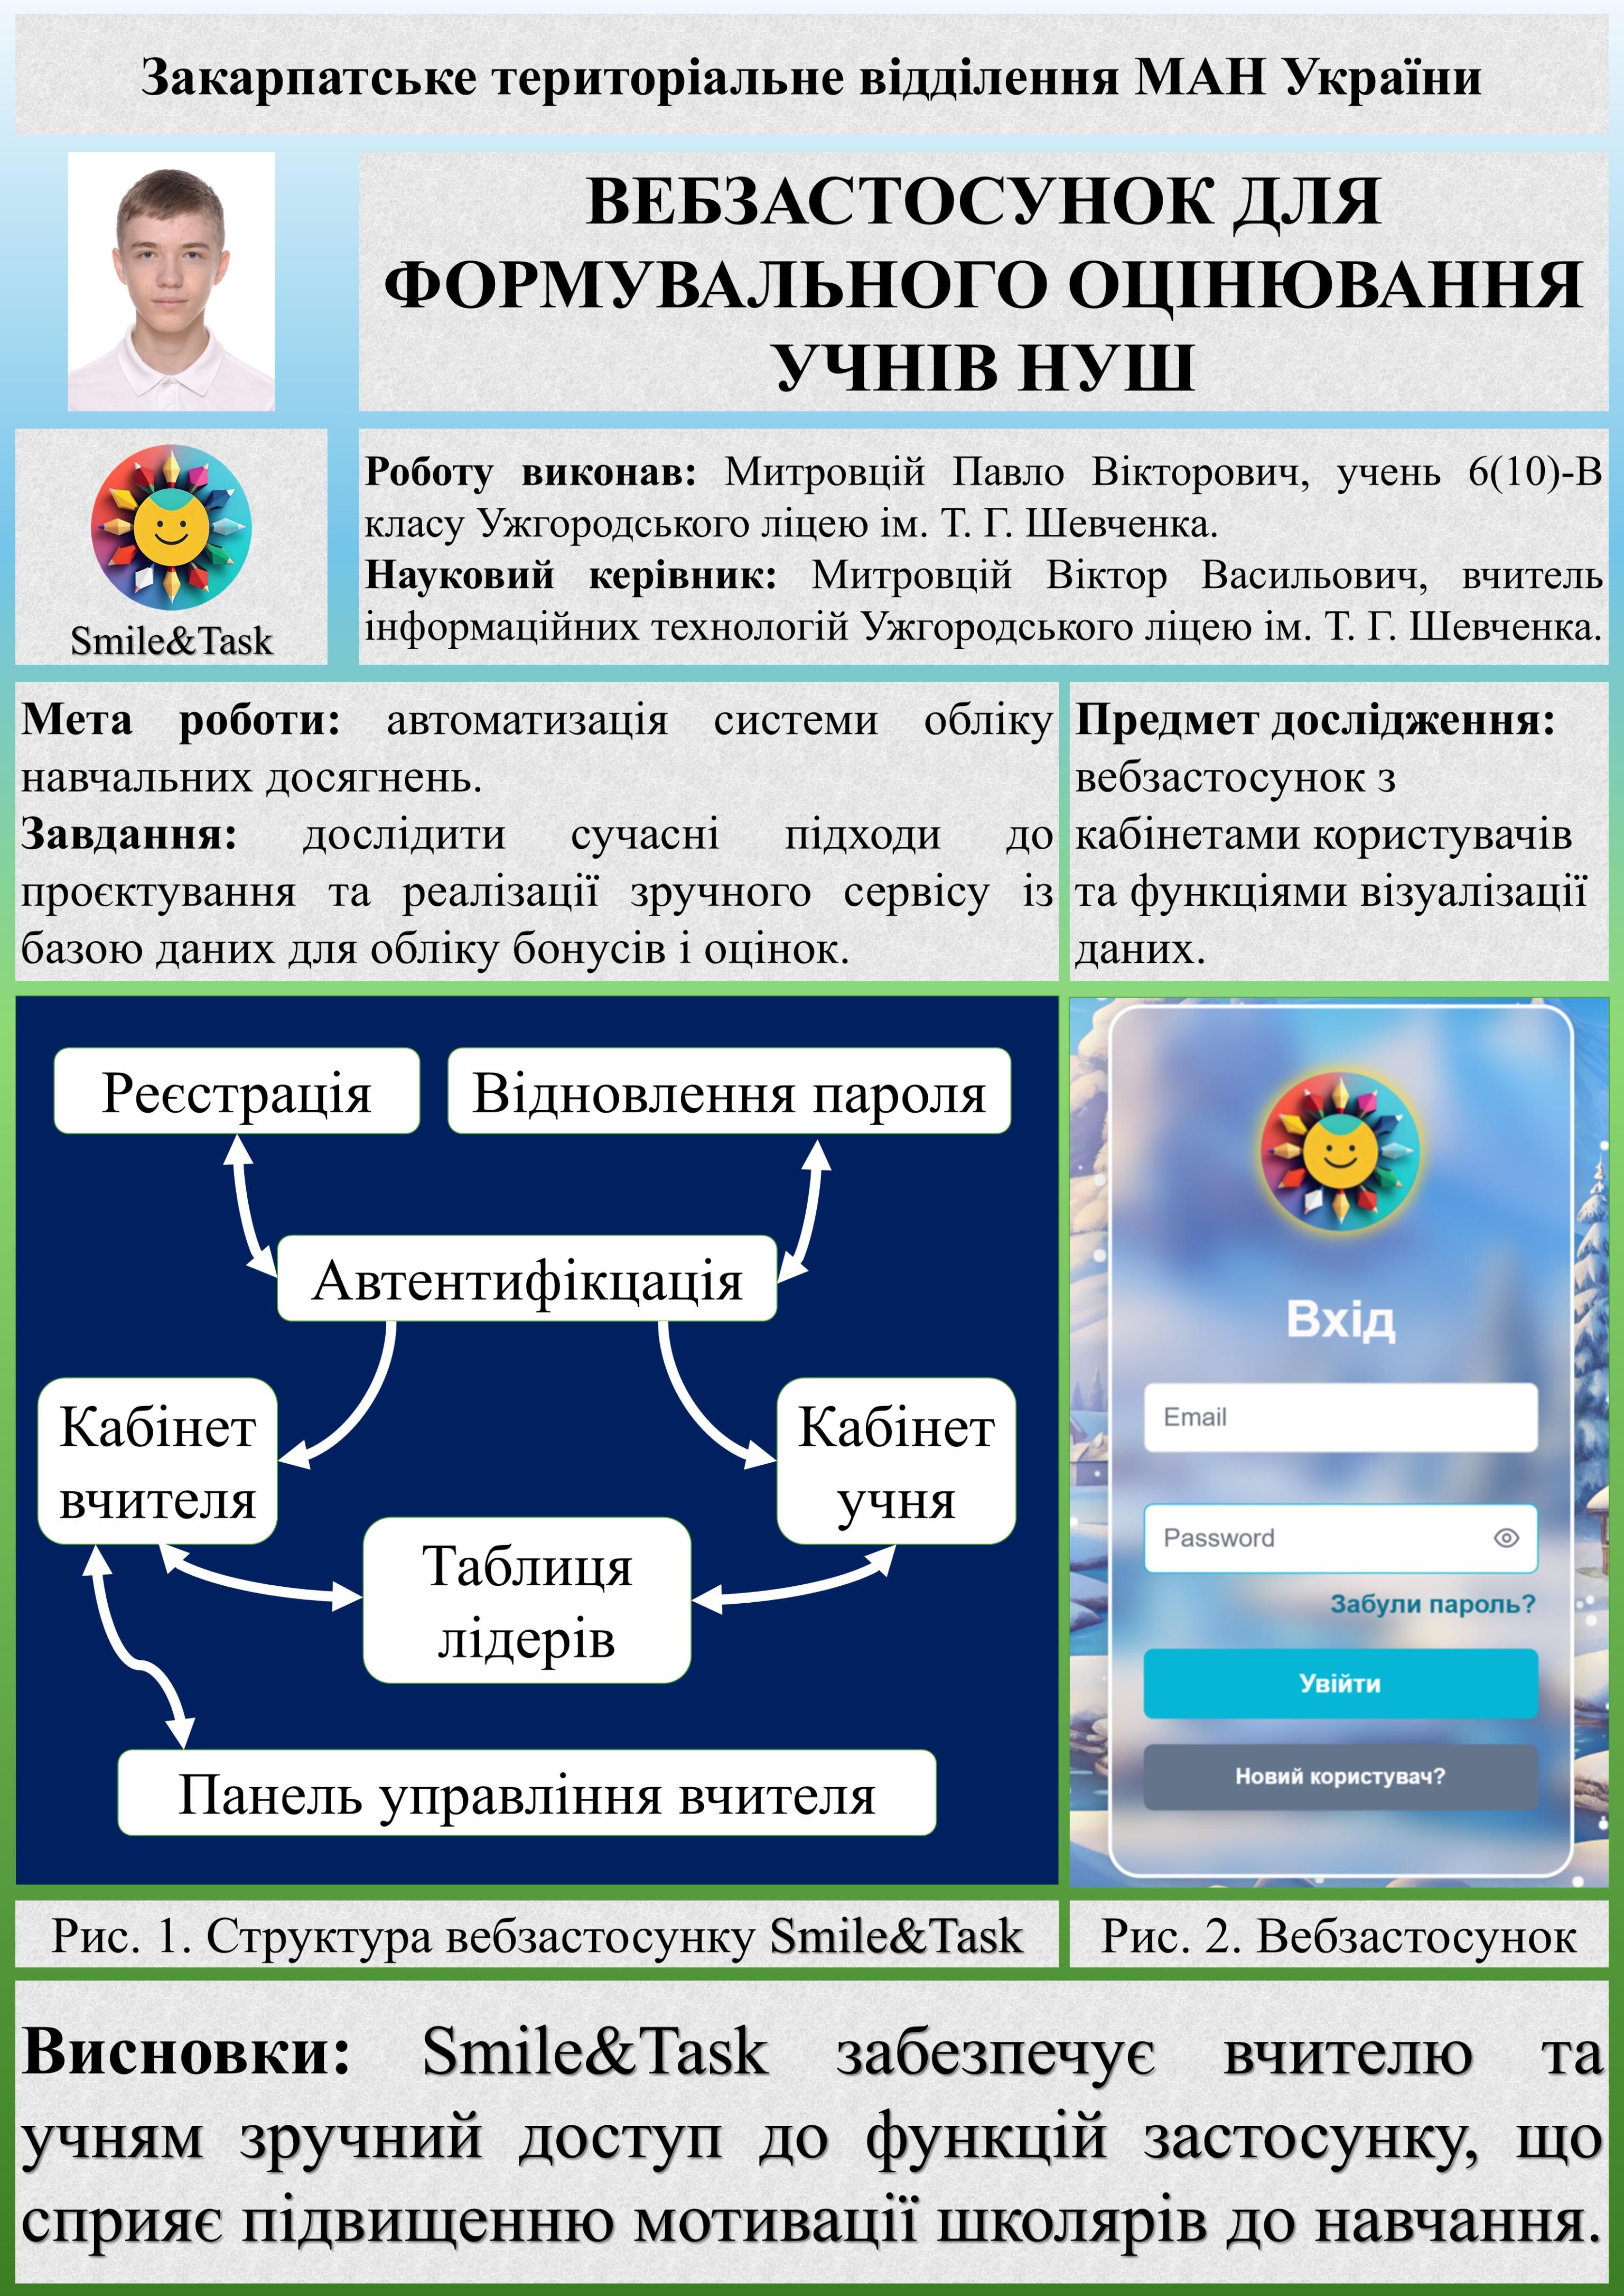 Закарпатське територіальне відділення МАН України
ВЕБЗАСТОСУНОК ДЛЯ
ФОРМУВАЛЬНОГО ОЦІНЮВАННЯ
УЧНІВ НУШ
Smile&Task
Роботу виконав: Митровцій Павло Вікторович, учень 6(10)-В
класу Ужгородського ліцею ім. Т. Г. Шевченка.
Науковий керівник: Митровцій Віктор Васильович, вчитель
інформаційних технологій Ужгородського ліцею ім. Т. Г. Шевченка.
Мета роботи: автоматизація системи обліку
навчальних досягнень.
Завдання: дослідити сучасні підходи до
проєктування та реалізації зручного сервісу із
базою даних для обліку бонусів і оцінок.
Предмет дослідження:
вебзастосунок з
кабінетами користувачів
та функціями візуалізації
даних.
Реєстрація
Відновлення пароля
Автентифікцація
Кабінет
вчителя
Кабінет
учня
Таблиця
лідерів
Панель управління вчителя
Вхід
Email
Password
Забули пароль?
Увійти
Новий користувач?
Рис. 1. Структура вебзастосунку Smile&Task
Рис. 2. Вебзастосунок
Висновки: Smile&Task забезпечує вчителю та
учням зручний доступ до функцій застосунку, що
сприяє підвищенню мотивації школярів до навчання.